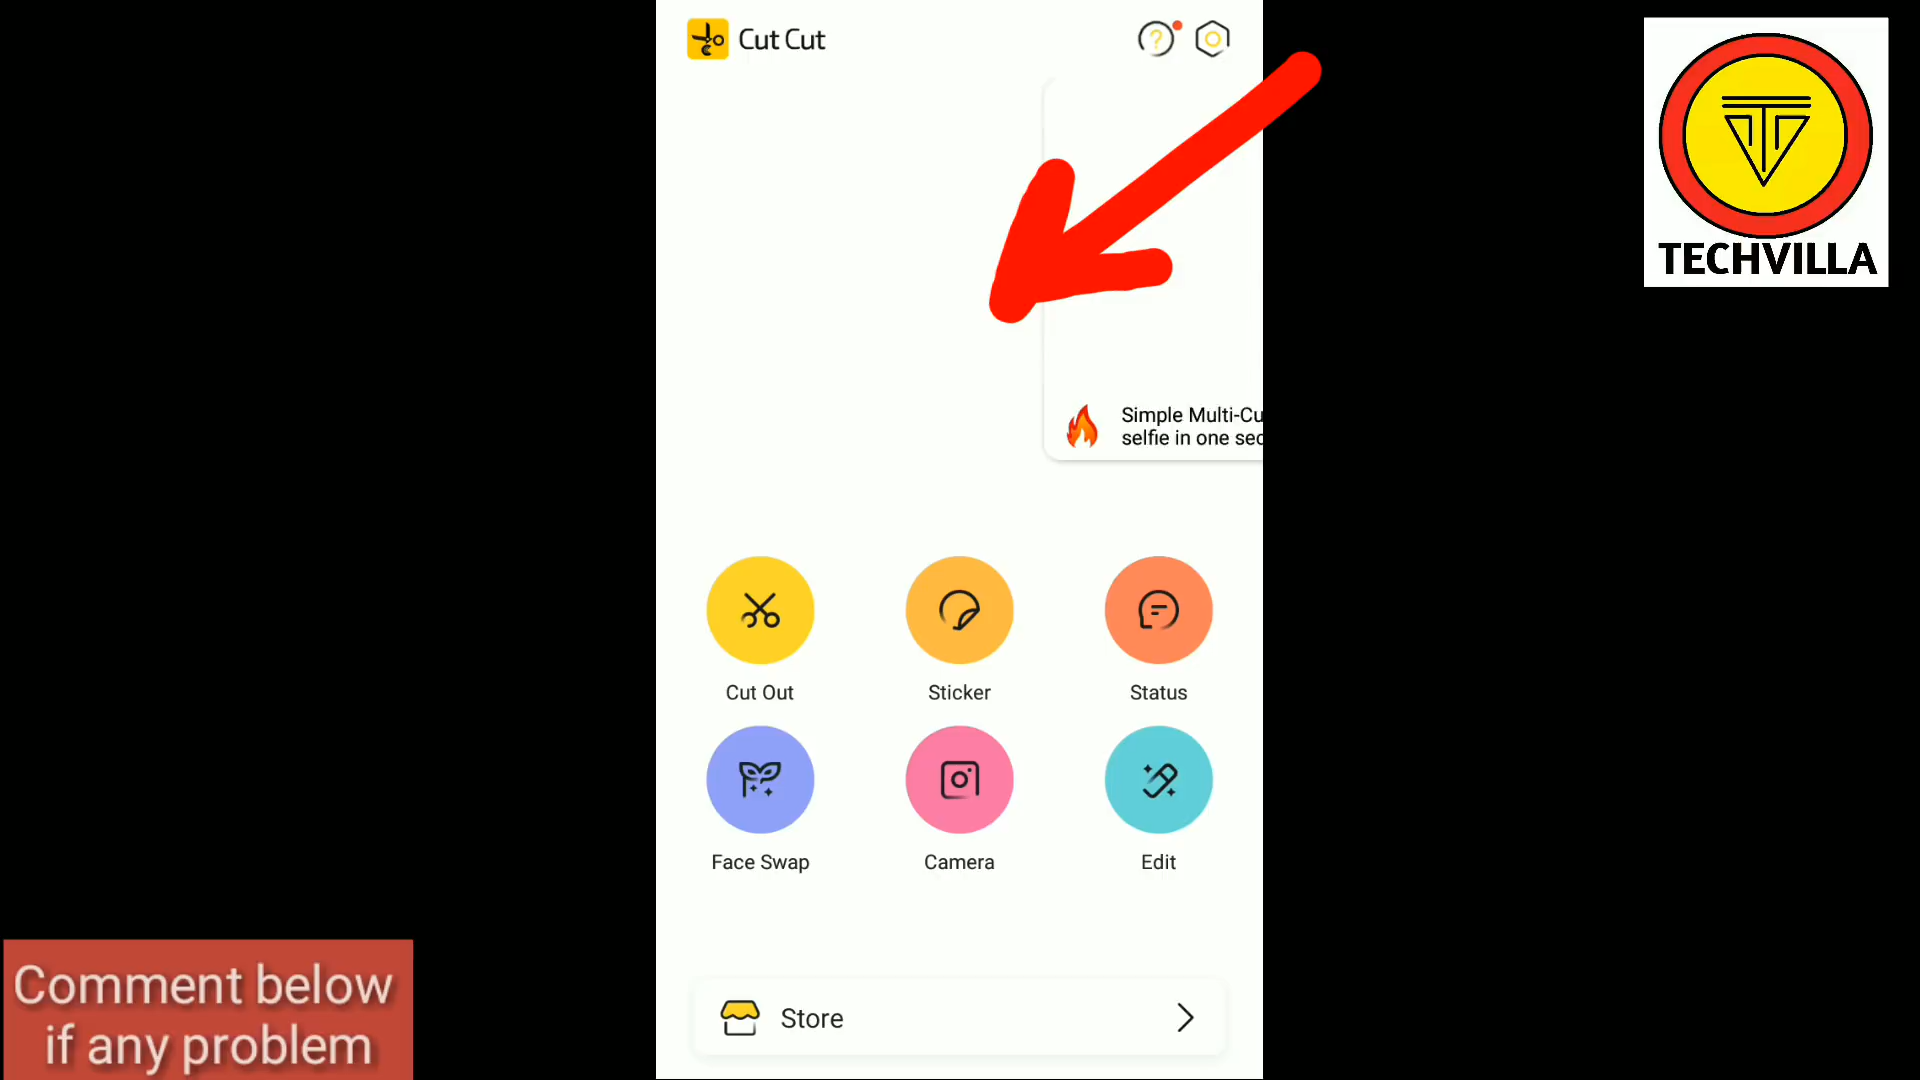 Cut Cut
TECHVILLA
Simple Multi-Cu
selfie in one sec
Cut Out
Sticker
Status
Face Swap
Camera
Edit
Store
Comment below
if any problem